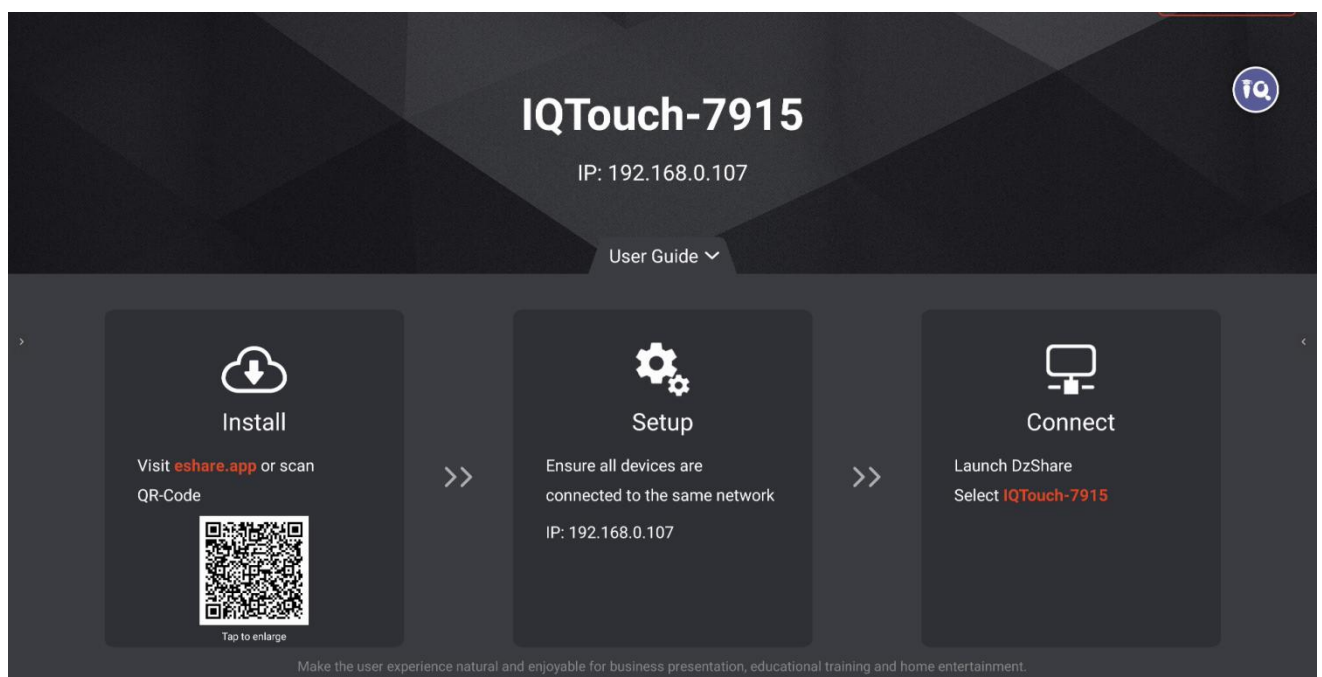 IQTouch-7915
IQ
IP: 192.168.0.107
User Guide
Install
Visit eshare.app or scan
QR-Code
Tap to enlarge
Setup
Ensure all devices are
connected to the same network
IP: 192.168.0.107
Connect
Launch DzShare
Select IQTouch-7915
Make the user experience natural and enjoyable for business presentation, educational training and home entertainment.